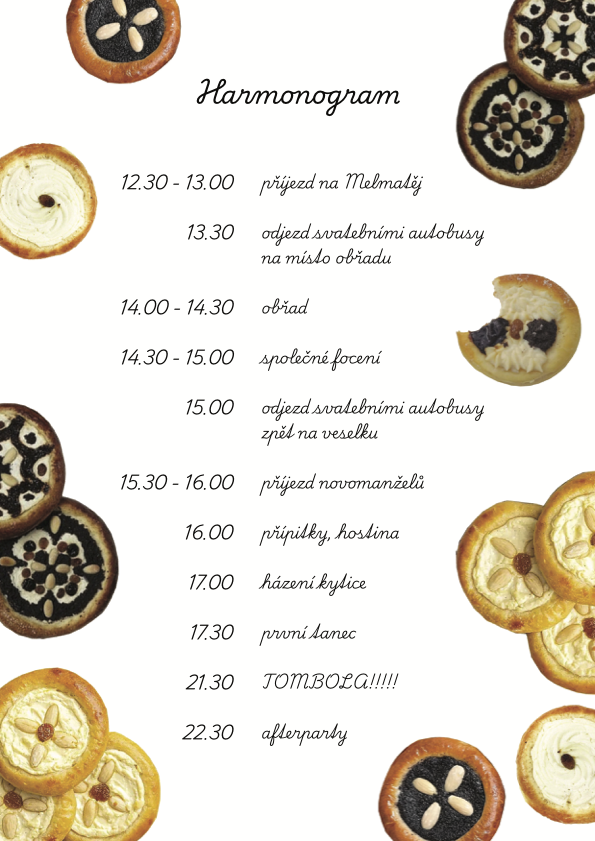 Harmonogram
12.30 - 13.00 příjezd na Melmatěj
13.30 odjezd svatebními autobusy
na místo obřadu
14.00 - 14.30 obřad
14.30 - 15.00 společné focení
15.00 odjezd svatebními autobusy
zpět na veselku
15.30 - 16.00 příjezd novomanželů
16.00 přípitky, hostina
17.00 házení kytice
17.30 první tanec
21.30 TOMBOLA!!!!!
22.30 afterparty